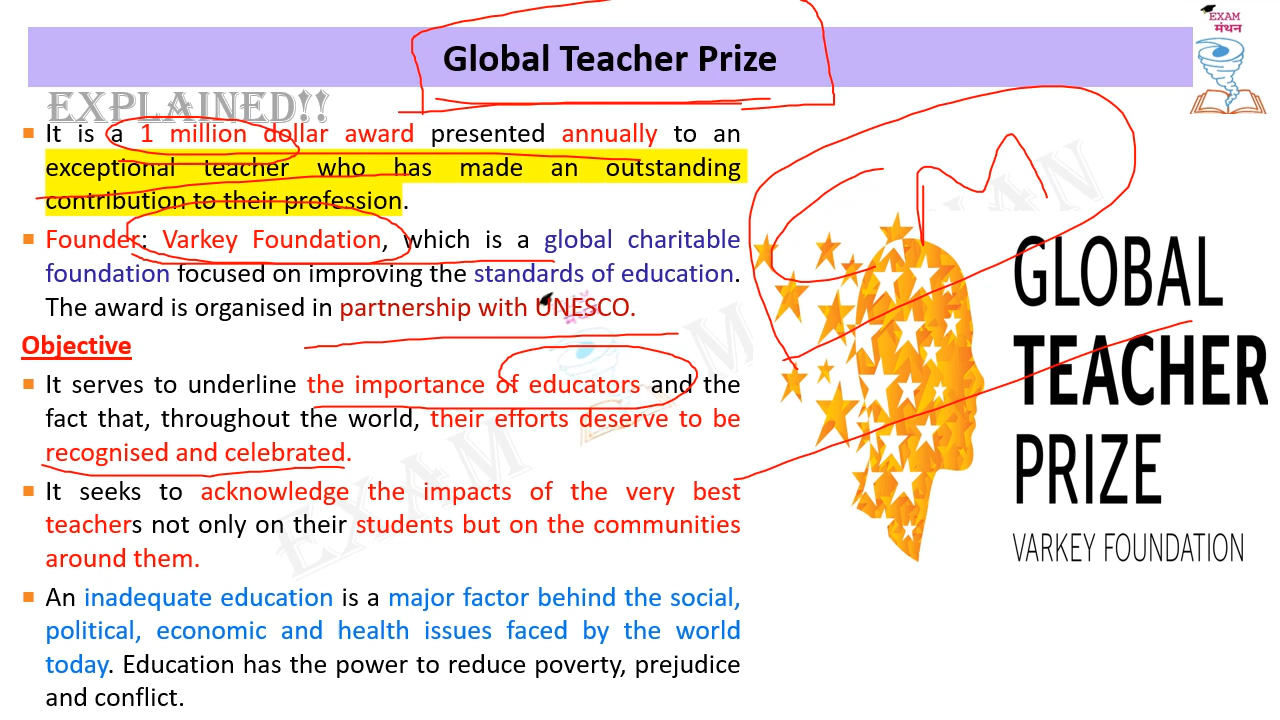 Global Teacher Prize
EXAM
मंथन
EXPLAINED!!
It is a 1 million dollar award presented annually to an
exceptional teacher who has made an outstanding
contribution to their profession.
Founder: Varkey Foundation, which is a global charitable
foundation focused on improving the standards of education.
The award is organised in partnership with UNESCO.
Objective
It serves to underline the importance of educators and the
fact that, throughout the world, their efforts deserve to be
recognised and celebrated.
It seeks to acknowledge the impacts of the very best
teachers not only on their students but on the communities
around them.
An inadequate education is a major factor behind the social,
political, economic and health issues faced by the world
today. Education has the power to reduce poverty, prejudice
and conflict.
GLOBAL
TEACHER
PRIZE
VARKEY FOUNDATION
EXAM